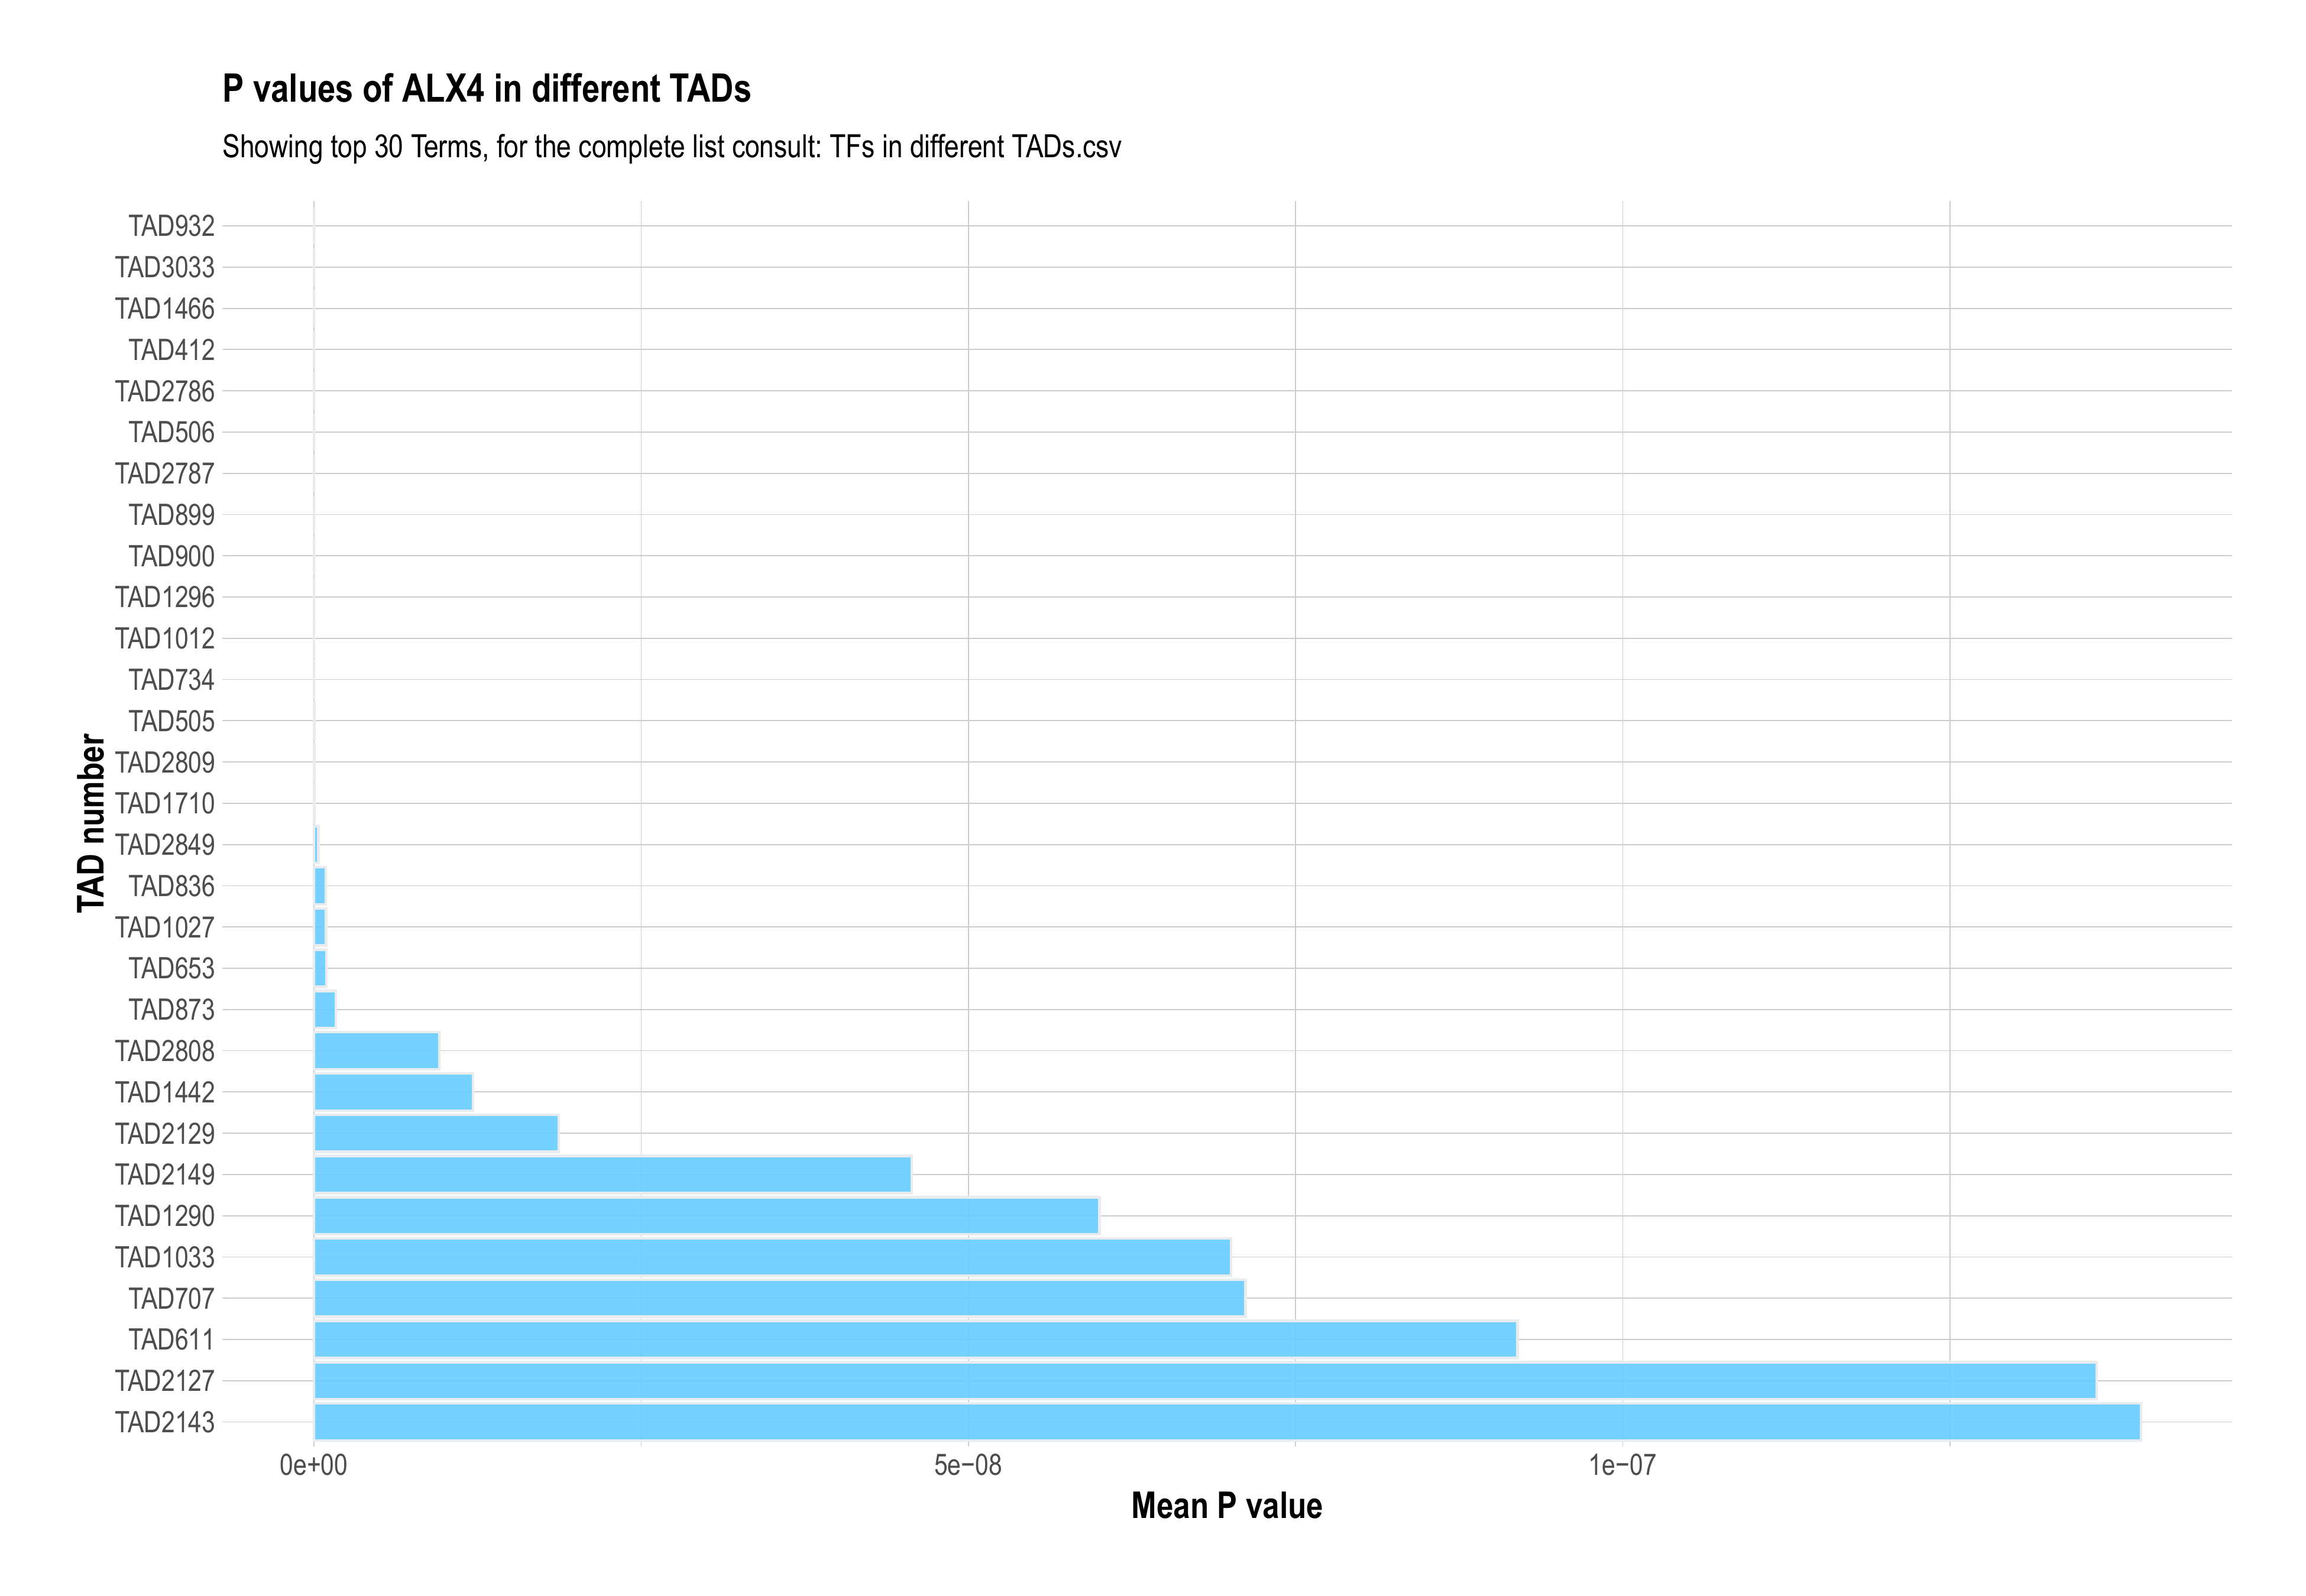 P values of ALX4 in different TADs
Showing top 30 Terms, for the complete list consult: TFs in different TADs.csv
TAD number
TAD932
TAD3033
TAD1466
TAD412
TAD2786
TAD506
TAD2787
TAD899
TAD900
TAD1296
TAD1012
TAD734
TAD505
TAD2809
TAD1710
TAD2849
TAD836
TAD1027
TAD653
TAD873
TAD2808
TAD1442
TAD2129
TAD2149
TAD1290
TAD1033
TAD707
TAD611
TAD2127
TAD2143
0e+00 5e−08 1e−07
Mean P value